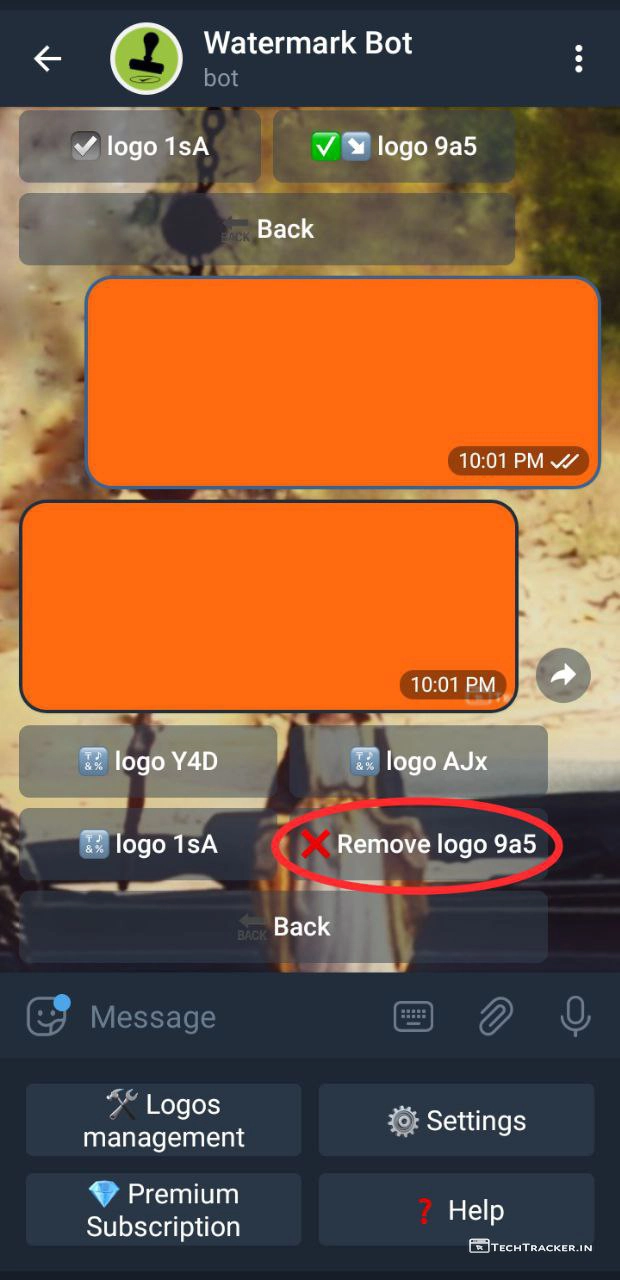 Watermark Bot
bot
logo 1sA
logo 9a5
BACK Back
10:01 PM
10:01 PM
logo Y4D
logo AJx
logo 1sA
Remove logo 9a5
BACK Back
Message
Logos
management
Settings
Premium
Subscription
Help
TECHTRACKER.IN